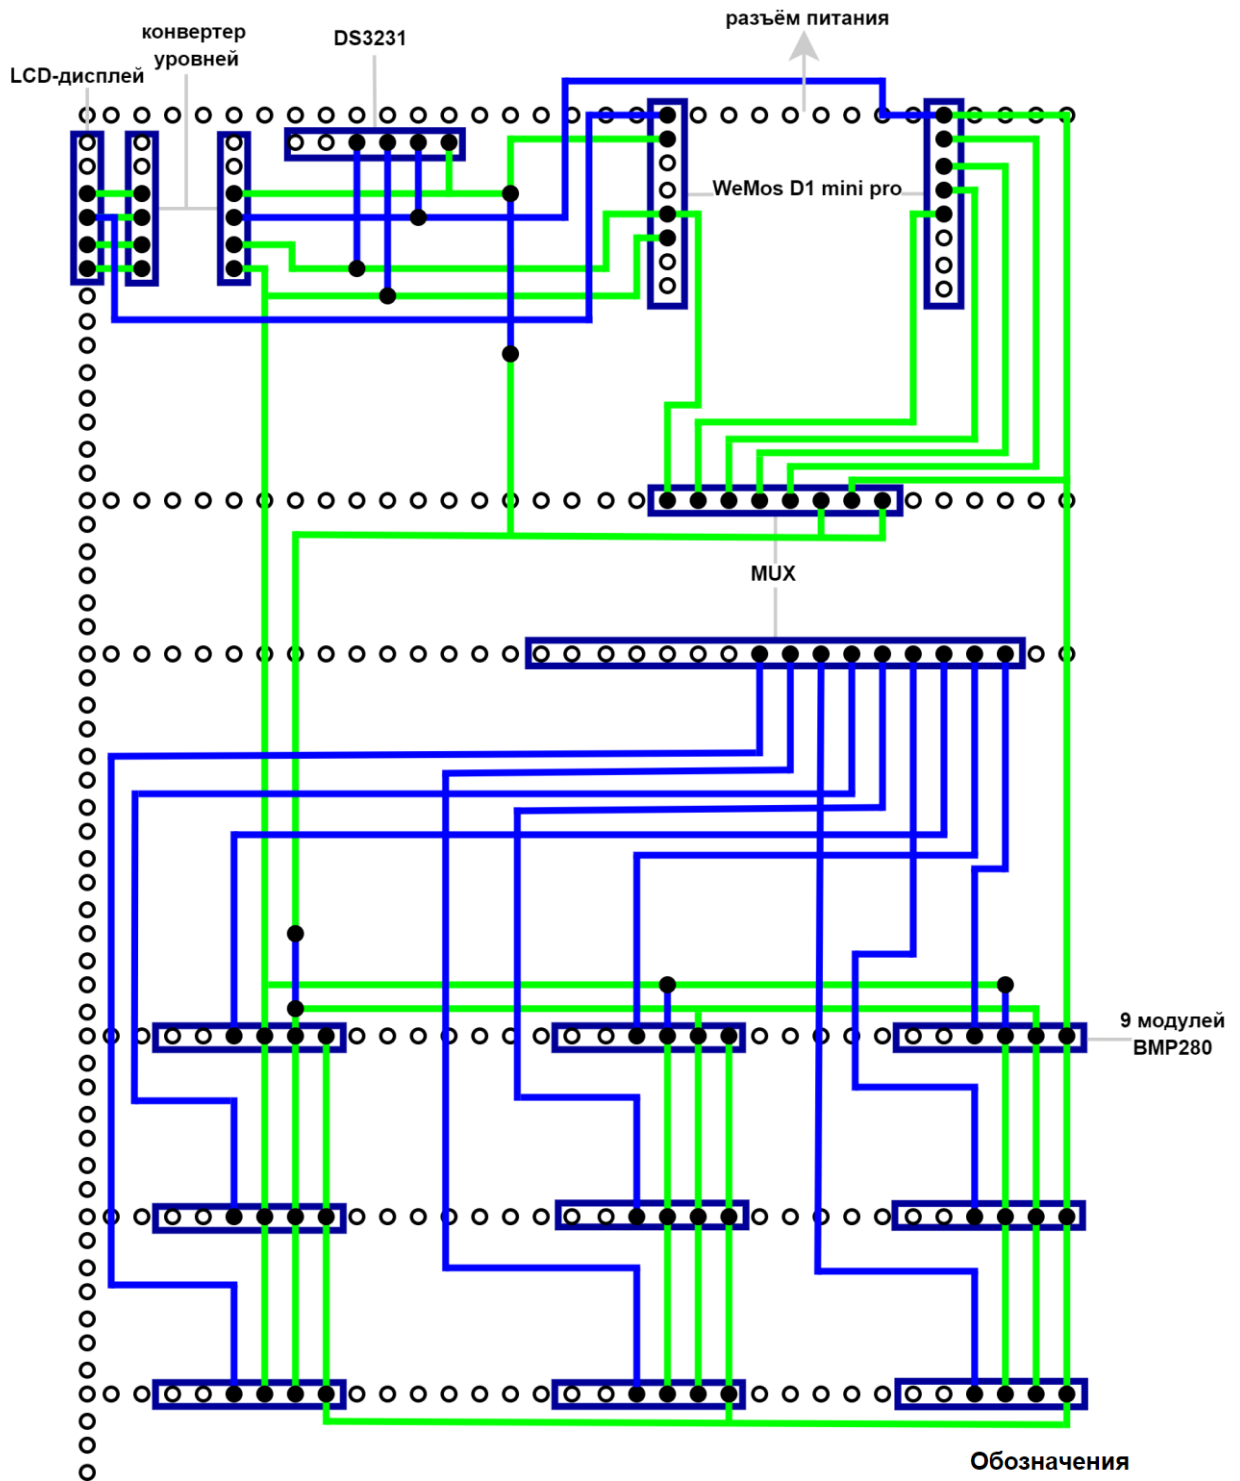 разъём питания
конвертер
уровней
DS3231
LCD-дисплей
WeMos D1 mini pro
MUX
9 модулей
BMP280
Обозначения